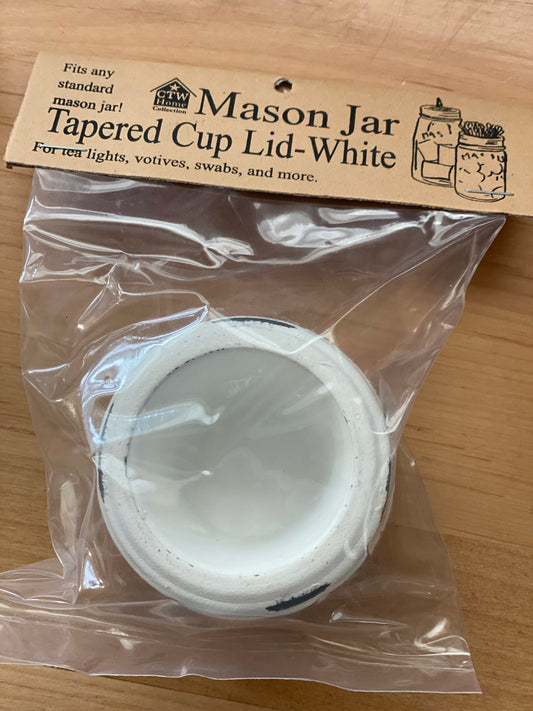 Fits any
standard
mason jar!
CTW
Home
Collection
Mason Jar
Tapered Cup Lid-White
For tea lights, votives, swabs, and more.